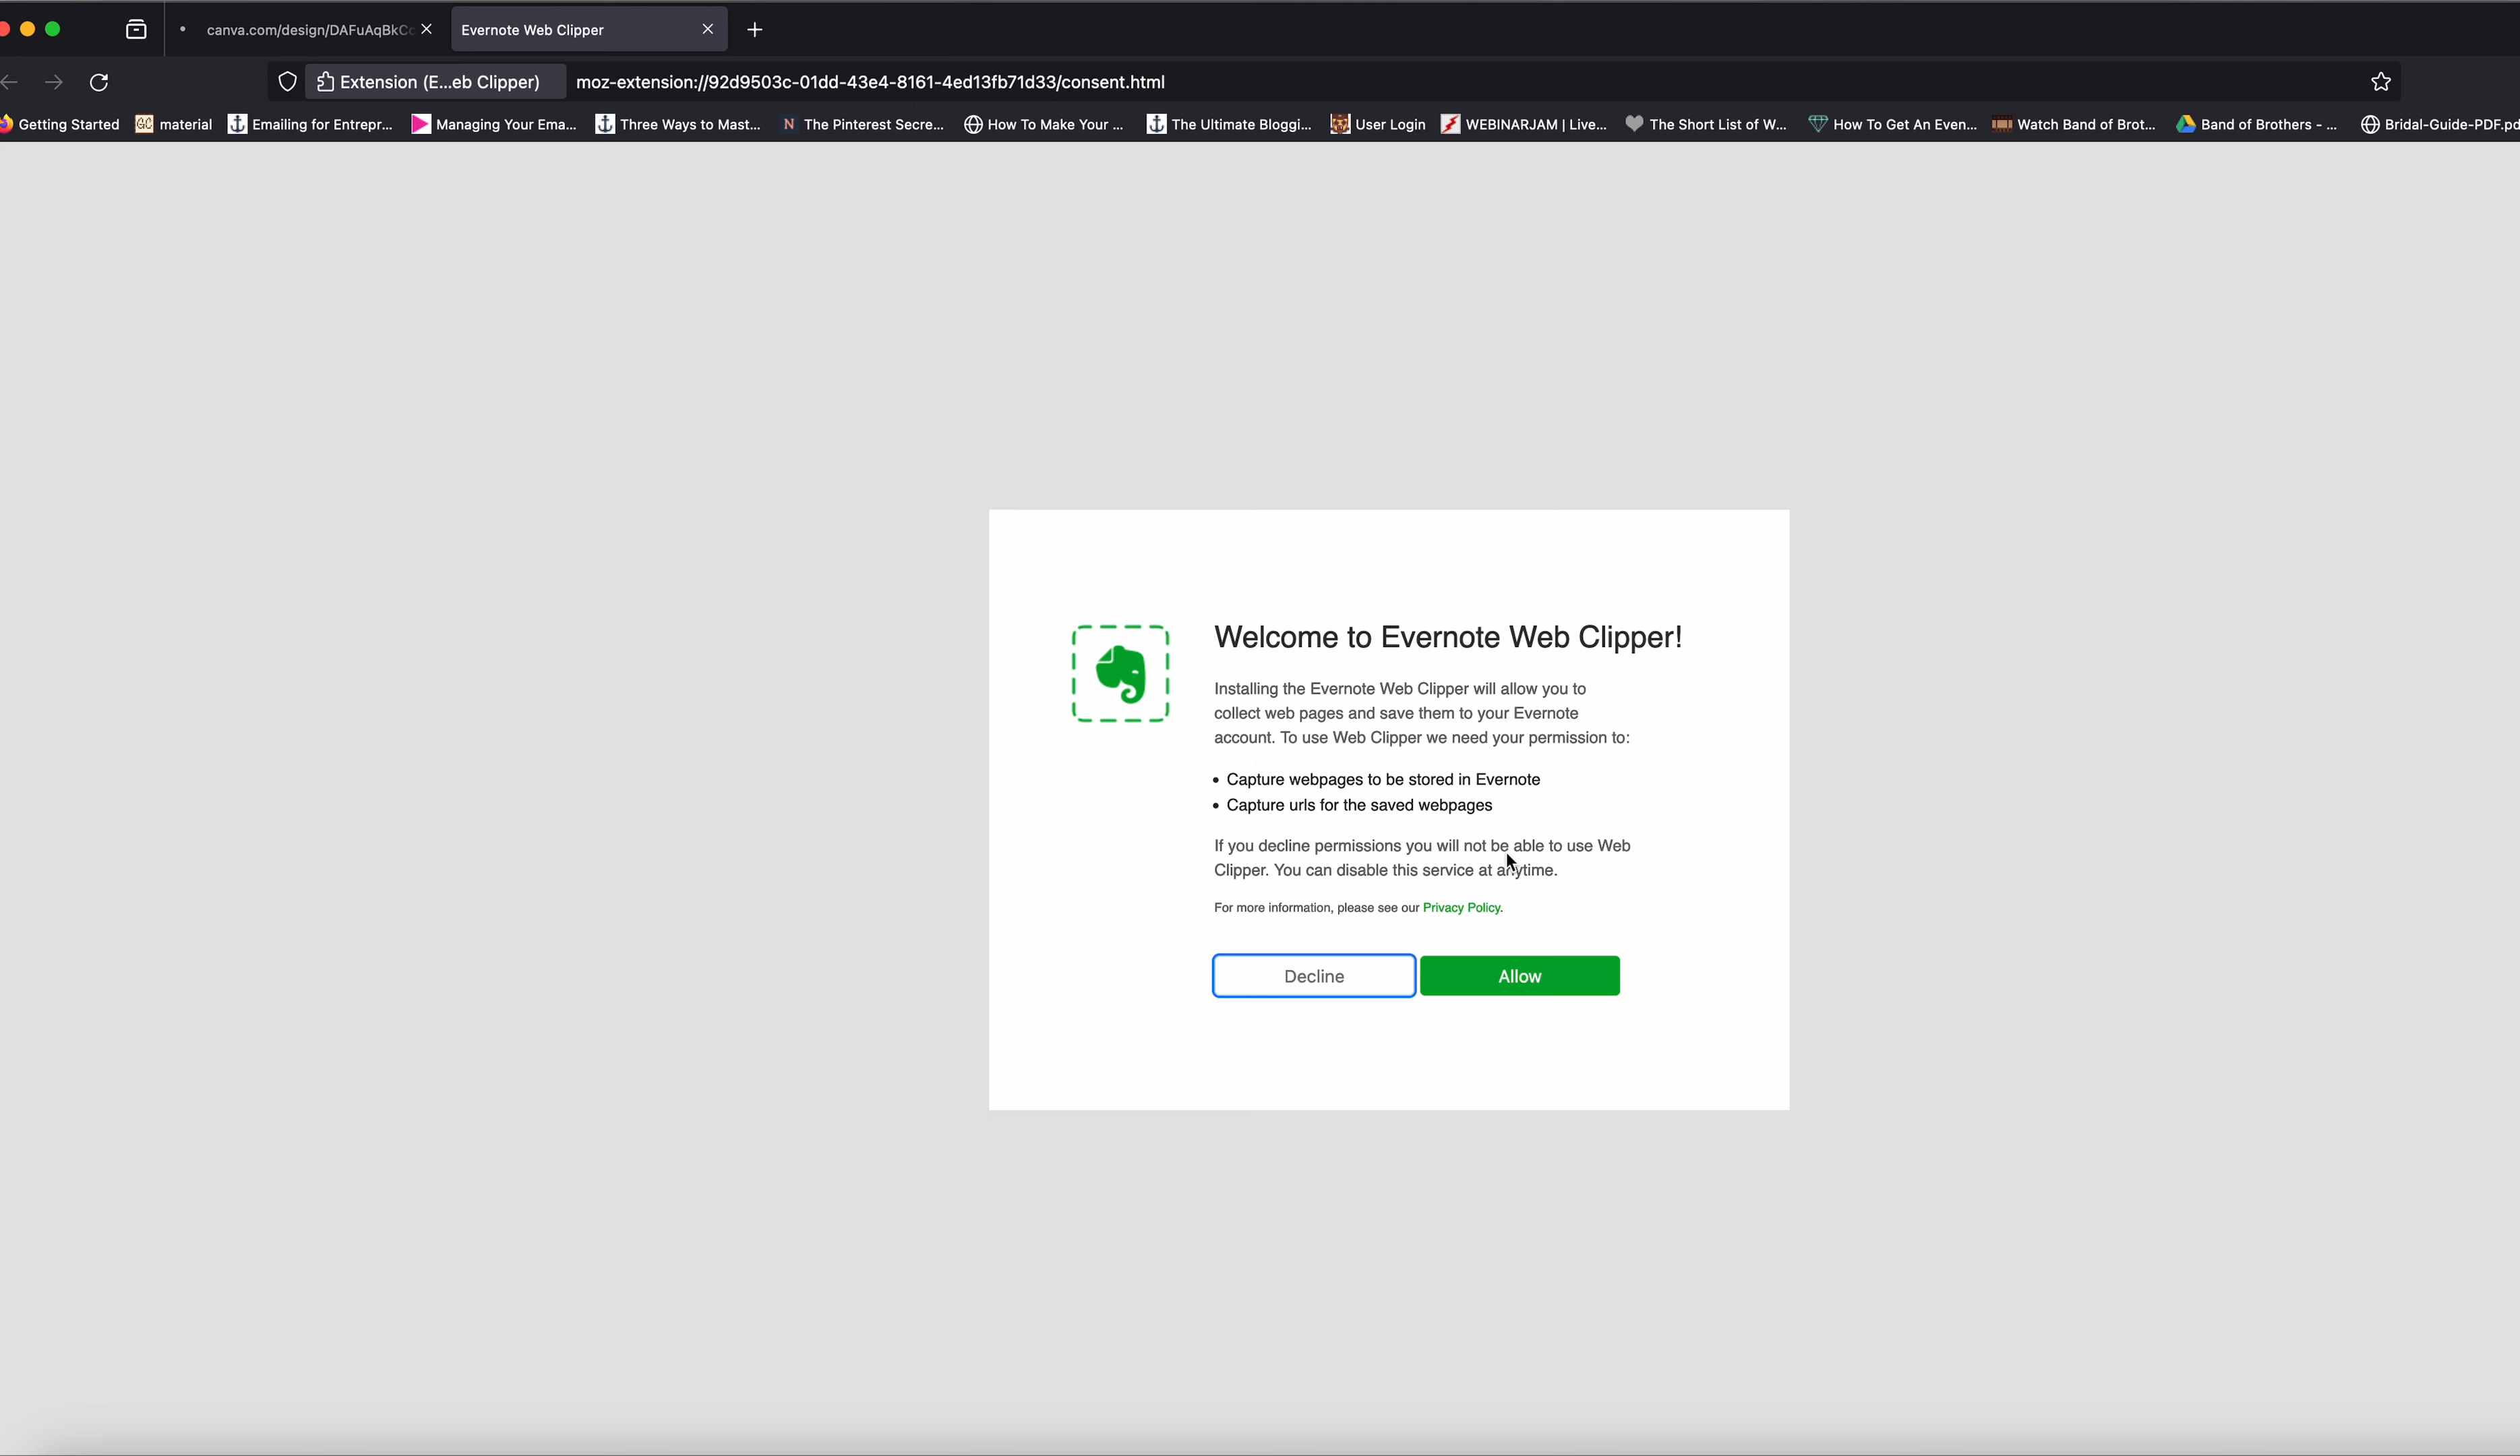 canva.com/design/DAFuAqBkC
Evernote Web Clipper
Extension (E...eb Clipper)
moz-extension://92d9503c-01dd-43e4-8161-4ed13fb71d33/consent.html
Getting Started
GC material
Emailing for Entrepr...
Managing Your Ema...
Three Ways to Mast...
N The Pinterest Secre...
How To Make Your ...
The Ultimate Bloggi...
User Login
WEBINARJAM | Live...
The Short List of W...
How To Get An Even...
Watch Band of Brot...
Band of Brothers - ...
Bridal-Guide-PDF.pd
Welcome to Evernote Web Clipper!
Installing the Evernote Web Clipper will allow you to
collect web pages and save them to your Evernote
account. To use Web Clipper we need your permission to:
• Capture webpages to be stored in Evernote
• Capture urls for the saved webpages
If you decline permissions you will not be able to use Web
Clipper. You can disable this service at anytime.
For more information, please see our Privacy Policy.
Decline
Allow